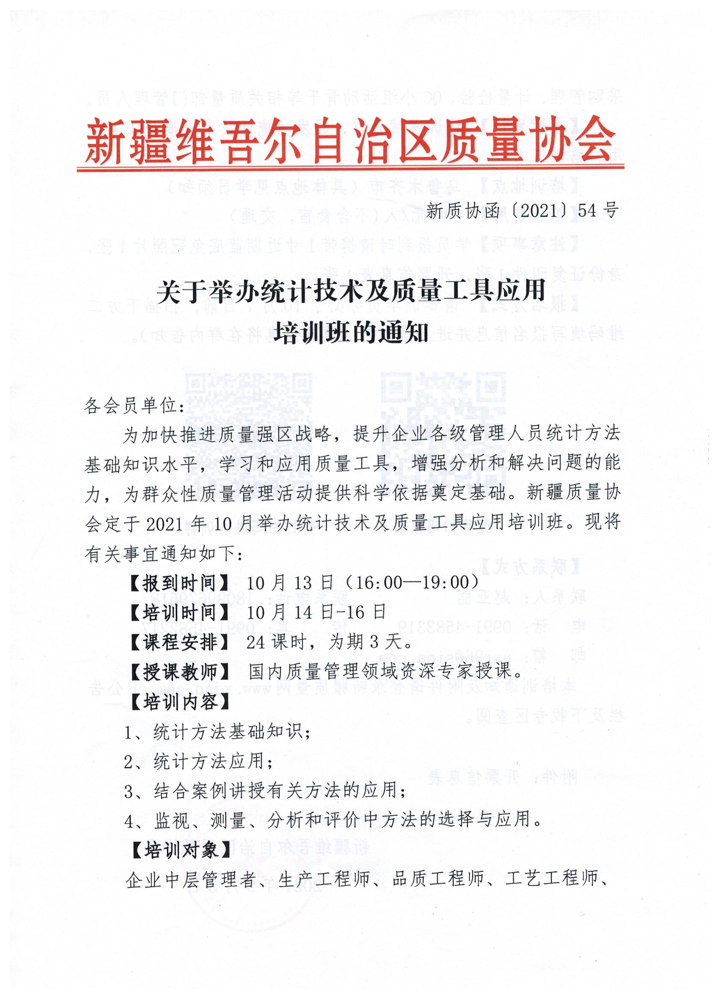 新疆维吾尔自治区质量协会
新质协函〔2021〕54号
关于举办统计技术及质量工具应用
培训班的通知
各会员单位：
为加快推进质量强区战略，提升企业各级管理人员统计方法
基础知识水平，学习和应用质量工具，增强分析和解决问题的能
力，为群众性质量管理活动提供科学依据奠定基础。新疆质量协
会定于2021年10月举办统计技术及质量工具应用培训班。现将
有关事宜通知如下：
【报到时间】 10月13日（16:00—19:00）
【培训时间】 10月14日-16日
【课程安排】 24课时，为期3天。
【授课教师】 国内质量管理领域资深专家授课。
【培训内容】
1、统计方法基础知识；
2、统计方法应用；
3、结合案例讲授有关方法的应用；
4、监视、测量、分析和评价中方法的选择与应用。
【培训对象】
企业中层管理者、生产工程师、品质工程师、工艺工程师、